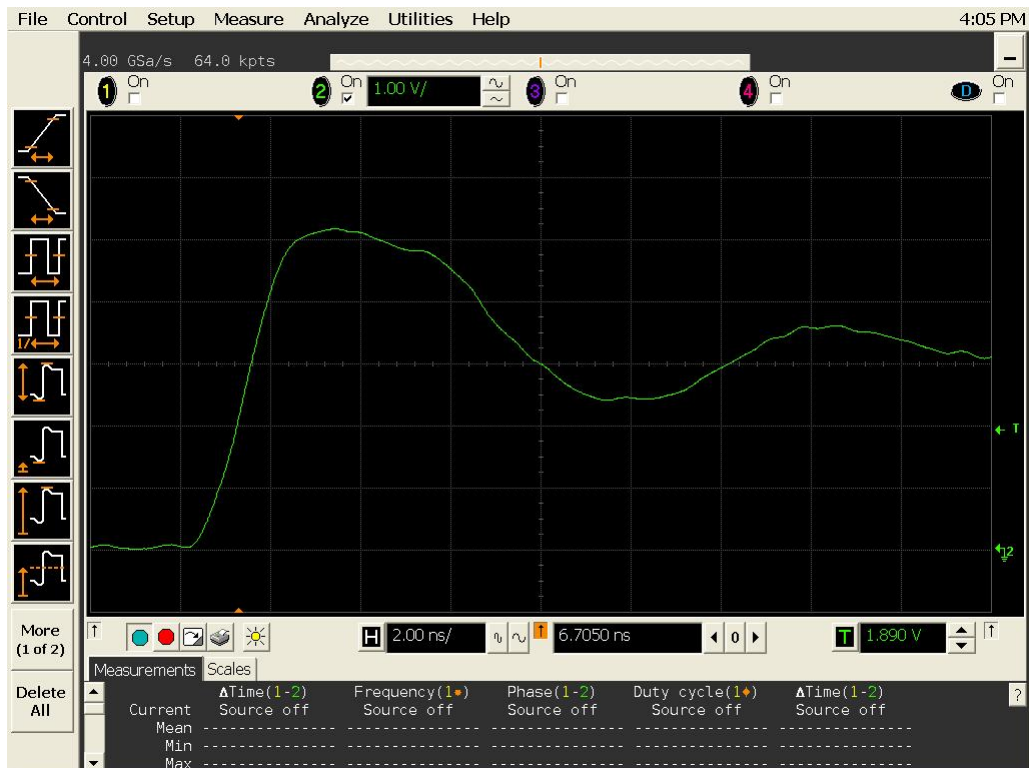 File Control Setup Measure Analyze Utilities Help 4:05 PM
4.00 GSa/s 64.0 kpts
1 On 2 On 1.00 V/ 3 On 4 On D On
T
2
1/
More
(1 of 2)
Delete
All
H 2.00 ns/ 6.7050 ns 0 T 1.890 V
Measurements Scales
ΔTime(1-2) Frequency(1) Phase(1-2) Duty cycle(1) ΔTime(1-2) ?
Current Source off Source off Source off Source off Source off
Mean -------------- -------------- -------------- -------------- --------------
Min -------------- -------------- -------------- -------------- --------------
Max -------------- -------------- -------------- -------------- --------------